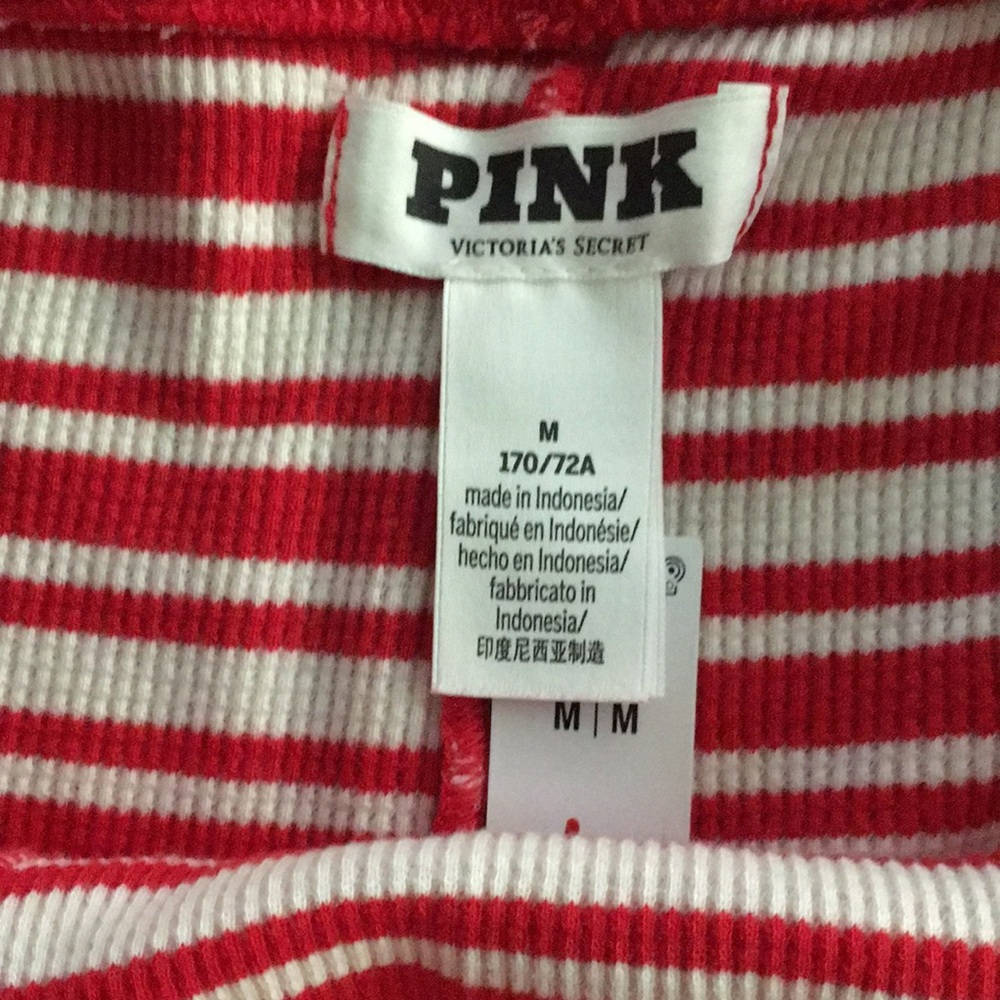 PINK
VICTORIA'S SECRET
M
170/72A
made in Indonesia/
fabriqué en Indonésie/
hecho en Indonesia/
fabbricato in
Indonesia/
印度尼西亚制造
M | M